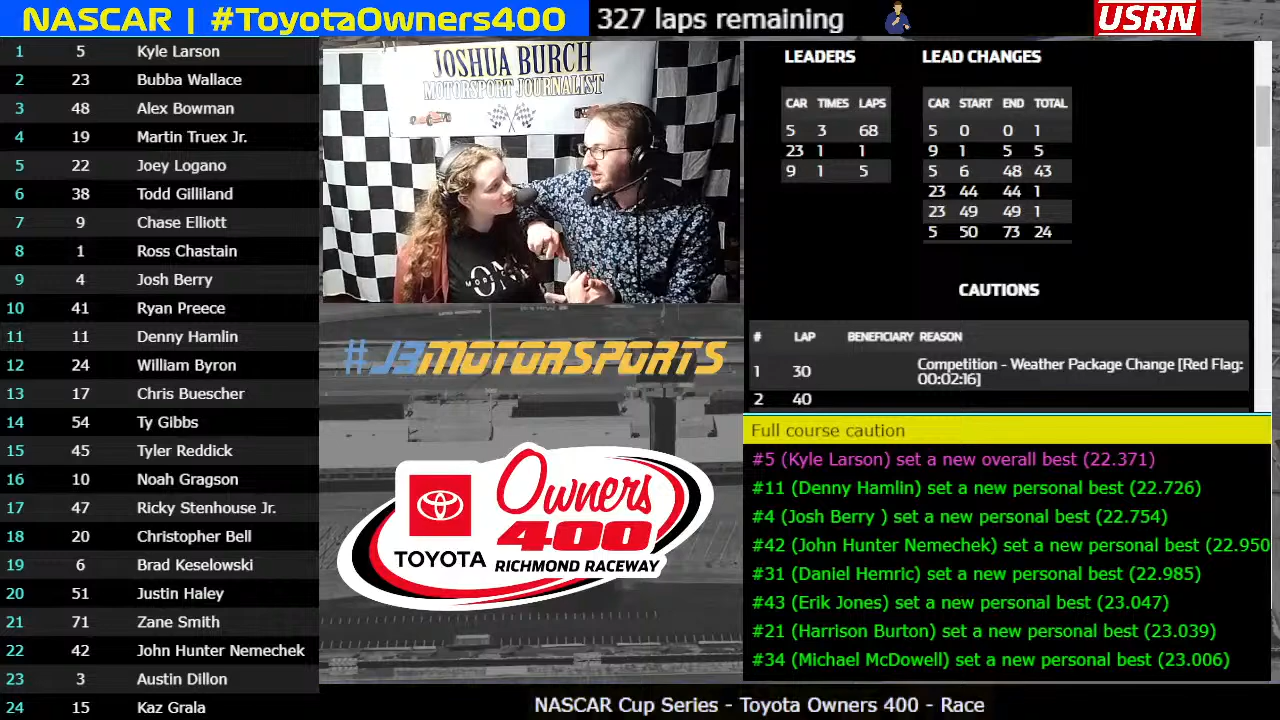 NASCAR | #ToyotaOwners400
327 laps remaining
USRN
1 5 Kyle Larson
2 23 Bubba Wallace
3 48 Alex Bowman
4 19 Martin Truex Jr.
5 22 Joey Logano
6 38 Todd Gilliland
7 9 Chase Elliott
8 1 Ross Chastain
9 4 Josh Berry
10 41 Ryan Preece
11 11 Denny Hamlin
12 24 William Byron
13 17 Chris Buescher
14 54 Ty Gibbs
15 45 Tyler Reddick
16 10 Noah Gragson
17 47 Ricky Stenhouse Jr.
18 20 Christopher Bell
19 6 Brad Keselowski
20 51 Justin Haley
21 71 Zane Smith
22 42 John Hunter Nemechek
23 3 Austin Dillon
24 15 Kaz Grala
JOSHUA BURCH
MOTORSPORT JOURNALIST
#JBMOTORSPORTS
Owners
400
TOYOTA
RICHMOND RACEWAY
LEADERS
CAR TIMES LAPS
5 3 68
23 1 1
9 1 5
LEAD CHANGES
CAR START END TOTAL
5 0 0 1
9 1 5 5
5 6 48 43
23 44 44 1
23 49 49 1
5 50 73 24
CAUTIONS
# LAP BENEFICIARY REASON
1 30 Competition - Weather Package Change [Red Flag:
00:02:16]
2 40
Full course caution
#5 (Kyle Larson) set a new overall best (22.371)
#11 (Denny Hamlin) set a new personal best (22.726)
#4 (Josh Berry ) set a new personal best (22.754)
#42 (John Hunter Nemechek) set a new personal best (22.950
#31 (Daniel Hemric) set a new personal best (22.985)
#43 (Erik Jones) set a new personal best (23.047)
#21 (Harrison Burton) set a new personal best (23.039)
#34 (Michael McDowell) set a new personal best (23.006)
NASCAR Cup Series - Toyota Owners 400 - Race